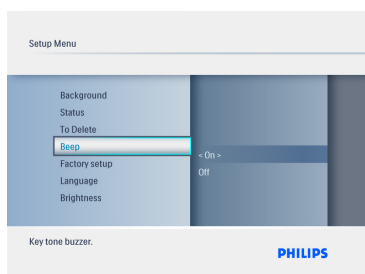 Setup Menu
Background
Status
To Delete
Beep
Factory setup
Language
Brightness
< On >
Off
Key tone buzzer.
PHILIPS